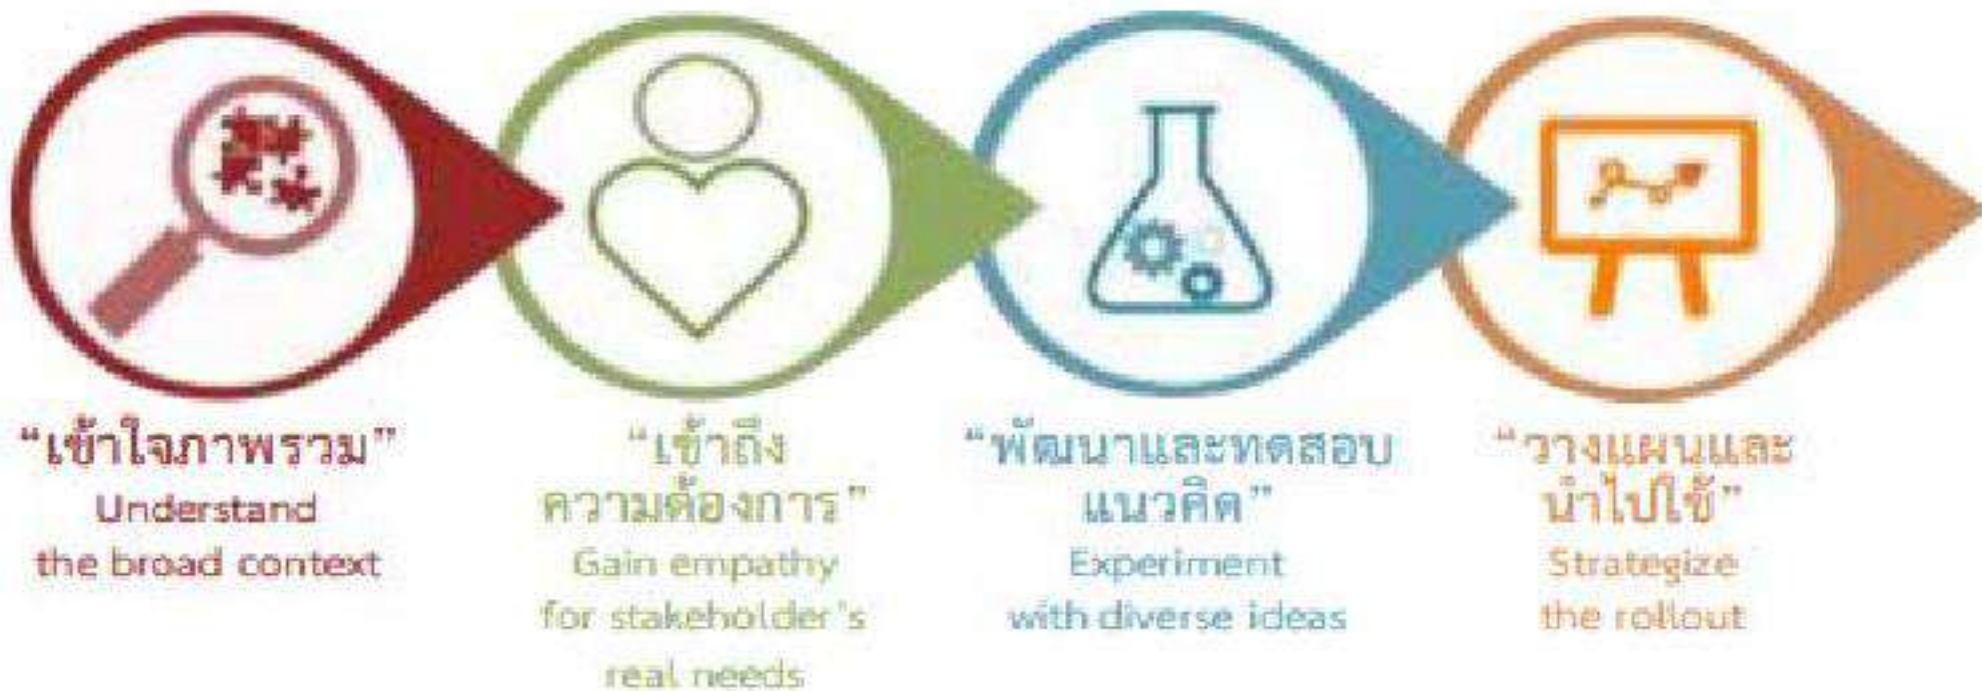 “เข้าใจภาพรวม”
Understand
the broad context
“เข้าถึง
ความต้องการ”
Gain empathy
for stakeholder's
real needs
“พัฒนาและทดสอบ
แนวคิด”
Experiment
with diverse ideas
“วางแผนและ
นำไปใช้”
Strategize
the rollout